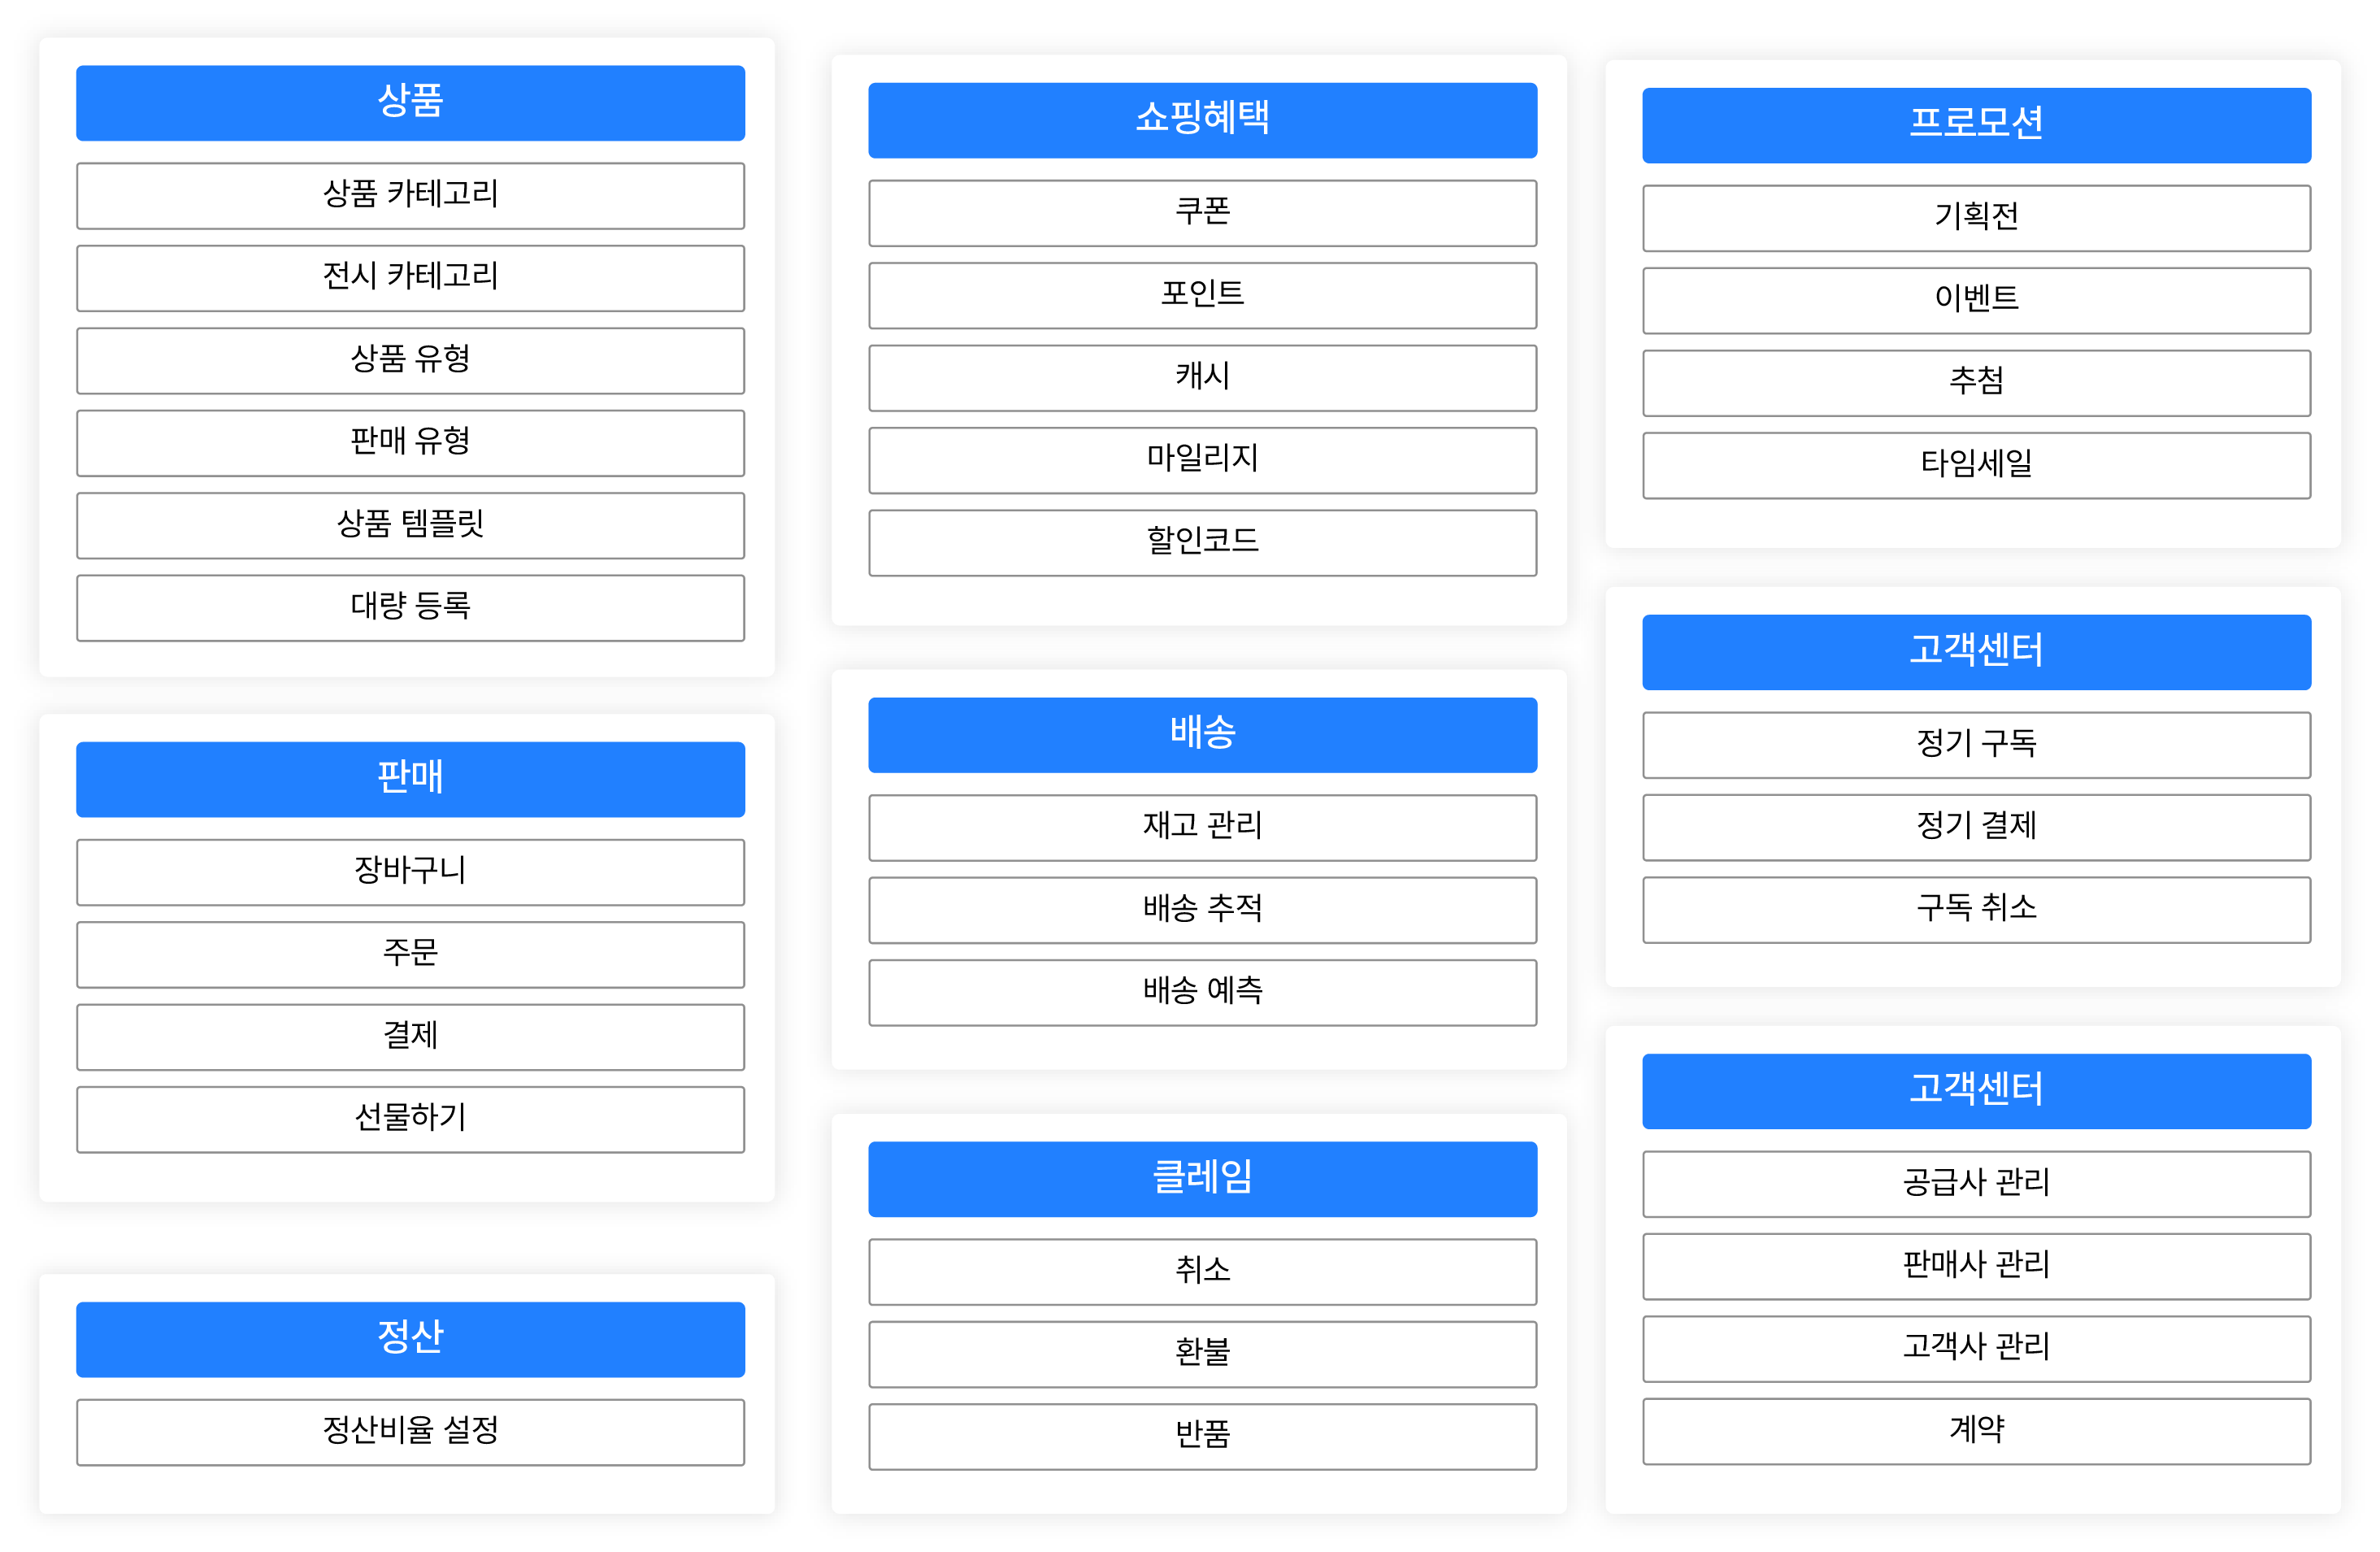 상품
상품 카테고리
전시 카테고리
상품 유형
판매 유형
상품 템플릿
대량 등록
판매
장바구니
주문
결제
선물하기
정산
정산비율 설정
쇼핑혜택
쿠폰
포인트
캐시
마일리지
할인코드
배송
재고 관리
배송 추적
배송 예측
클레임
취소
환불
반품
프로모션
기획전
이벤트
추첨
타임세일
고객센터
정기 구독
정기 결제
구독 취소
고객센터
공급사 관리
판매사 관리
고객사 관리
계약